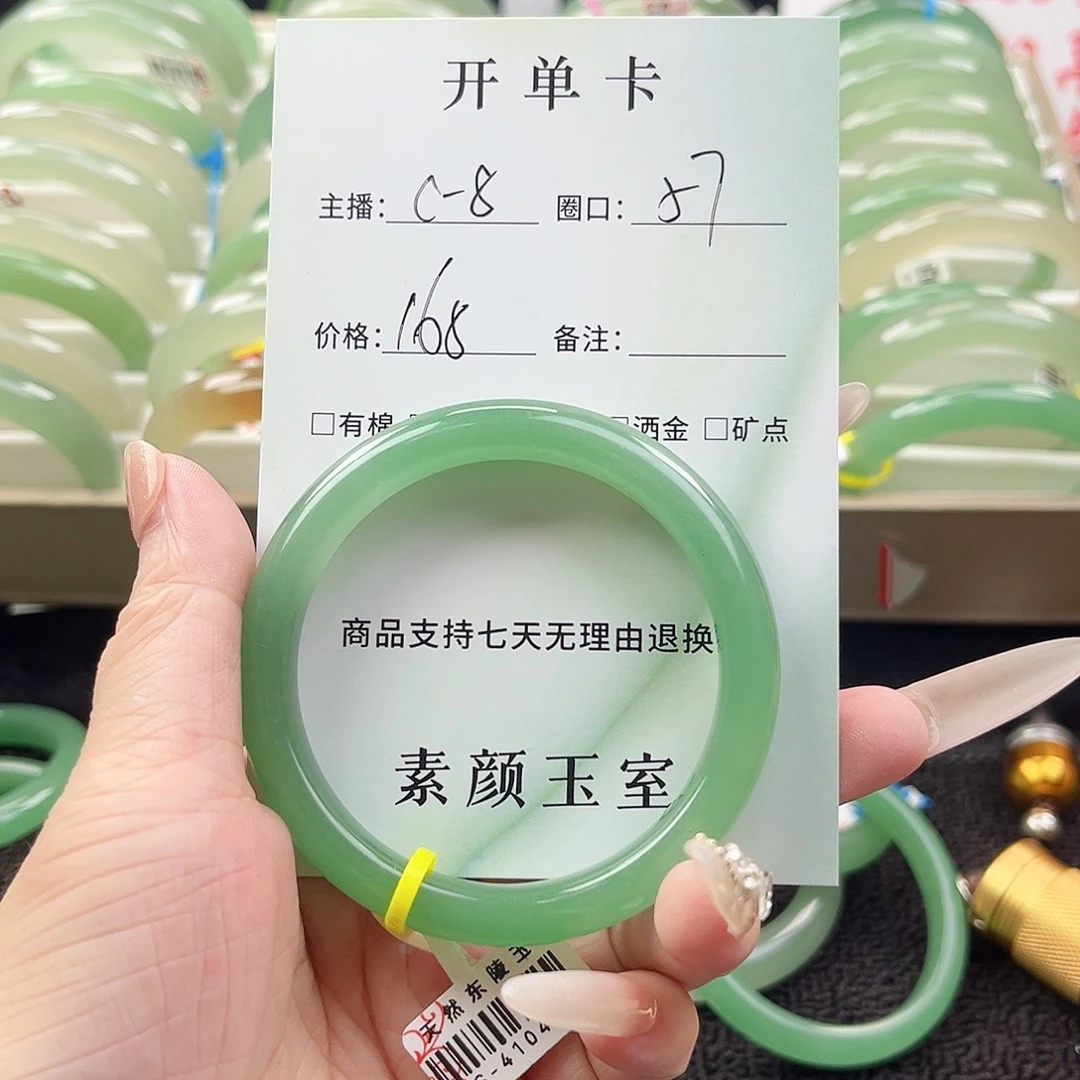 开单卡
主播: C-8 圈口: 57
价格: 168 备注:
□有棉 洒金 □矿点
商品支持七天无理由退换
素颜玉室
天然东陵玉